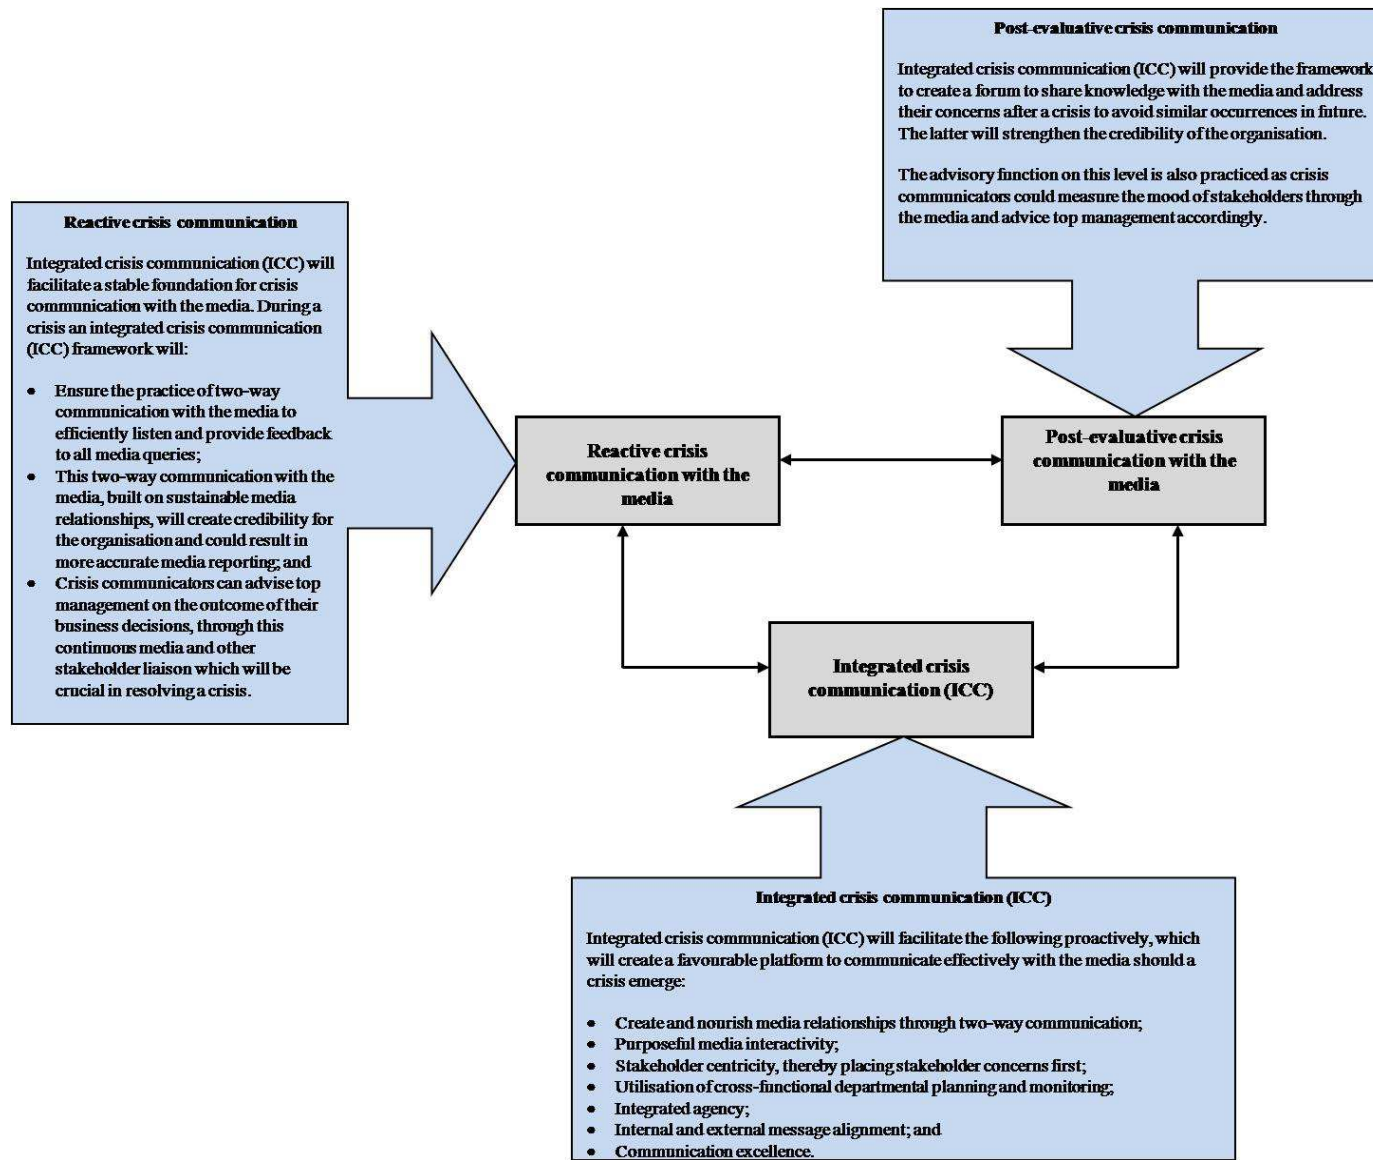 Post-evaluative crisis communication
Integrated crisis communication (ICC) will provide the framework
to create a forum to share knowledge with the media and address
their concerns after a crisis to avoid similar occurrences in future.
The latter will strengthen the credibility of the organisation.
The advisory function on this level is also practiced as crisis
communicators could measure the mood of stakeholders through
the media and advice top management accordingly.
Reactive crisis communication
Integrated crisis communication (ICC) will
facilitate a stable foundation for crisis
communication with the media. During a
crisis an integrated crisis communication
(ICC) framework will:
• Ensure the practice of two-way
communication with the media to
efficiently listen and provide feedback
to all media queries;
• This two-way communication with the
media, built on sustainable media
relationships, will create credibility for
the organisation and could result in
more accurate media reporting; and
• Crisis communicators can advise top
management on the outcome of their
business decisions, through this
continuous media and other
stakeholder liaison which will be
crucial in resolving a crisis.
Reactive crisis
communication with the
media
Post-evaluative crisis
communication with the
media
Integrated crisis
communication (ICC)
Integrated crisis communication (ICC)
Integrated crisis communication (ICC) will facilitate the following proactively, which
will create a favourable platform to communicate effectively with the media should a
crisis emerge:
• Create and nourish media relationships through two-way communication;
• Purposeful media interactivity;
• Stakeholder centricity, thereby placing stakeholder concerns first;
• Utilisation of cross-functional departmental planning and monitoring;
• Integrated agency;
• Internal and external message alignment; and
• Communication excellence.